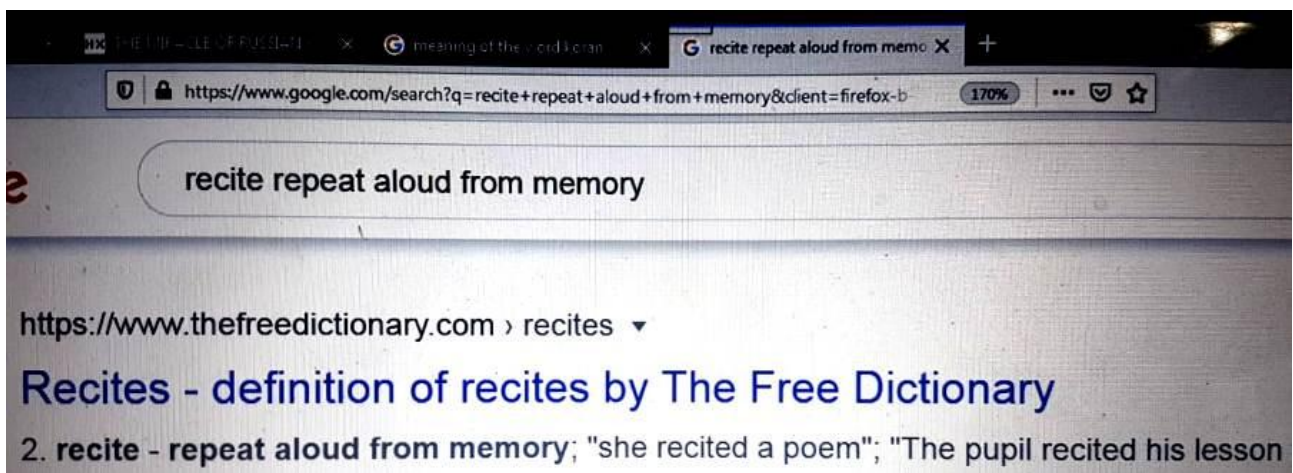 HX
meaning of the word koran
G recite repeat aloud from memo X +
https://www.google.com/search?q=recite+repeat+aloud+from+memory&client=firefox-b-
170%
e
recite repeat aloud from memory
https://www.thefreedictionary.com › recites
Recites - definition of recites by The Free Dictionary
2. recite - repeat aloud from memory; "she recited a poem"; "The pupil recited his lesson